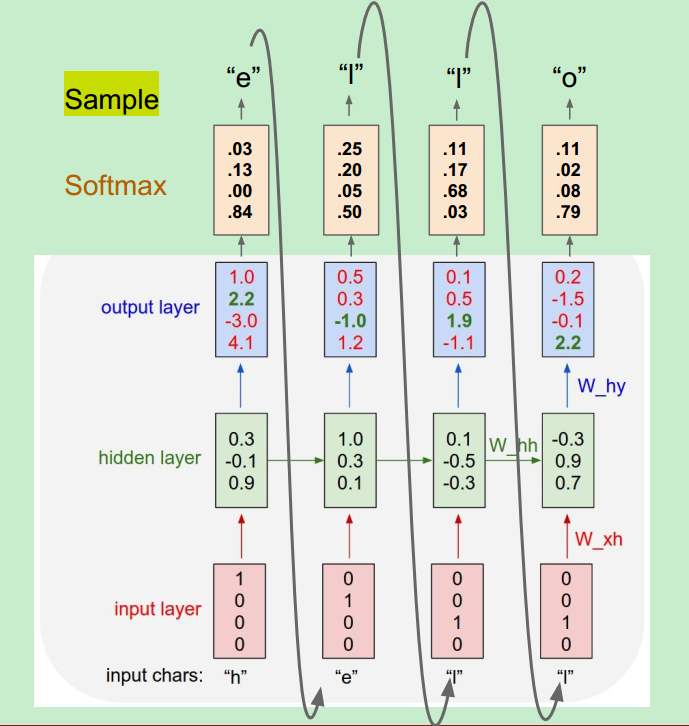 “e” “l” “l” “o”
Sample
Softmax
.03 .25 .11 .11
.13 .20 .17 .02
.00 .05 .68 .08
.84 .50 .03 .79
output layer
1.0 0.5 0.1 0.2
2.2 0.3 0.5 -1.5
-3.0 -1.0 1.9 -0.1
4.1 1.2 -1.1 2.2
W_hy
hidden layer
0.3 1.0 0.1 -0.3
-0.1 0.3 -0.5 0.9
0.9 0.1 -0.3 0.7
W_hh
W_xh
input layer
1 0 0 0
0 1 0 0
0 0 1 1
0 0 0 0
input chars: “h” “e” “l” “l”